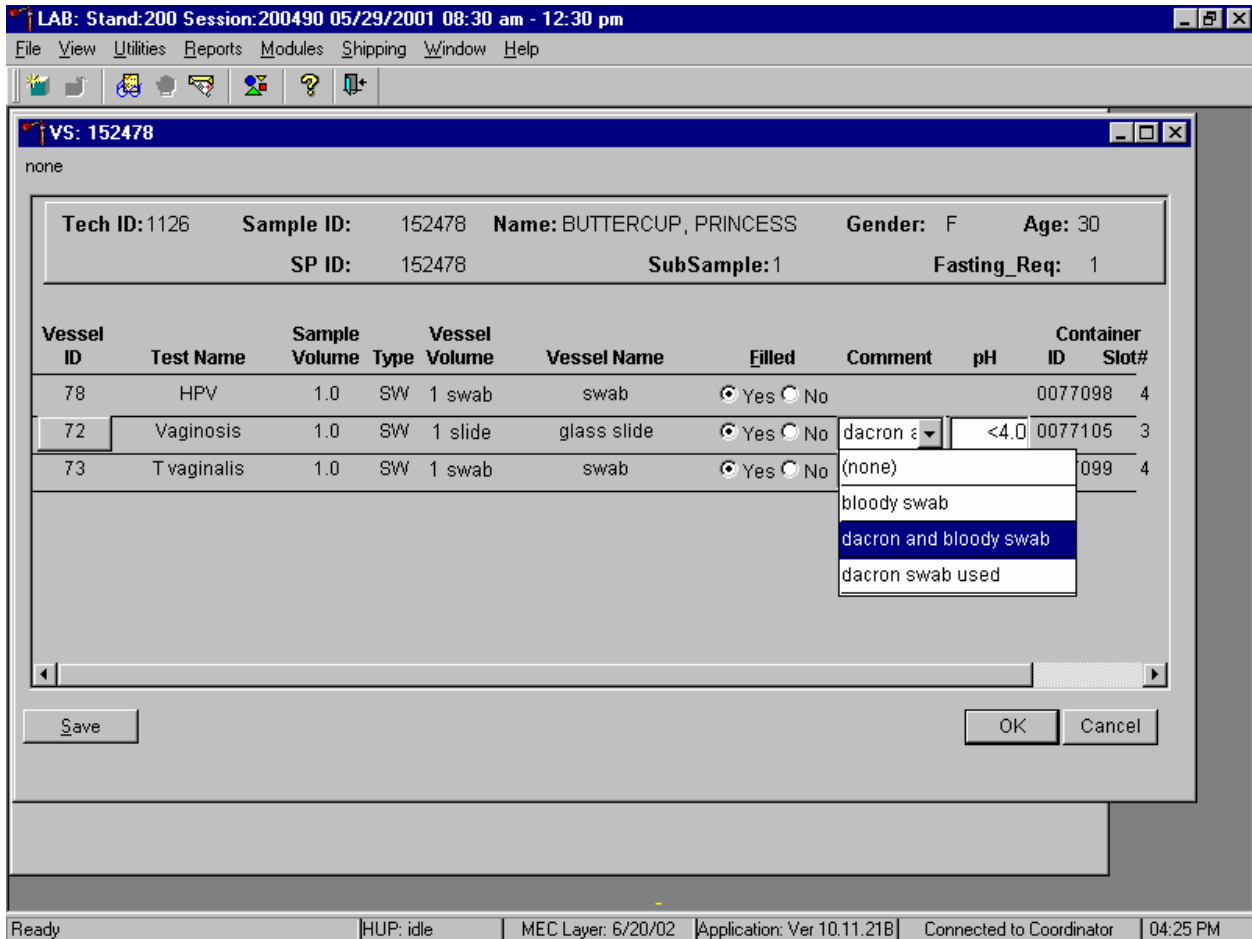 LAB: Stand:200 Session:200490 05/29/2001 08:30 am - 12:30 pm
File View Utilities Reports Modules Shipping Window Help
VS: 152478
none
Tech ID: 1126 Sample ID: 152478 Name: BUTTERCUP, PRINCESS Gender: F Age: 30
SP ID: 152478 SubSample: 1 Fasting_Req: 1
Vessel Sample Vessel Container
ID Test Name Volume Type Volume Vessel Name Filled Comment pH ID Slot#
78 HPV 1.0 SW 1 swab swab Yes No 0077098 4
72 Vaginosis 1.0 SW 1 slide glass slide Yes No dacron <4.0 0077105 3
73 T vaginalis 1.0 SW 1 swab swab Yes No 099 4
(none)
bloody swab
dacron and bloody swab
dacron swab used
Save OK Cancel
Ready HUP: idle MEC Layer: 6/20/02 Application: Ver 10.11.21B Connected to Coordinator 04:25 PM